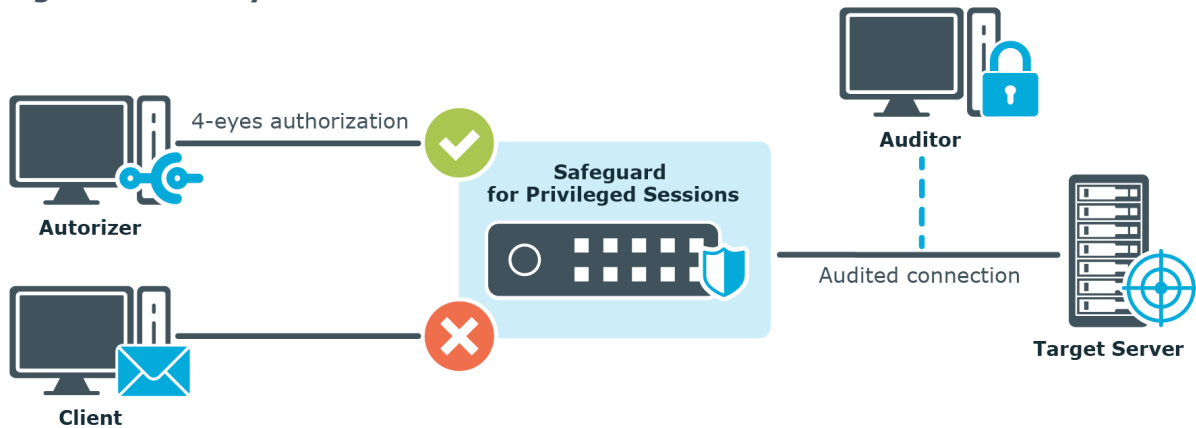 4-eyes authorization
Autorizer
Client
Safeguard
for Privileged Sessions
Auditor
Audited connection
Target Server